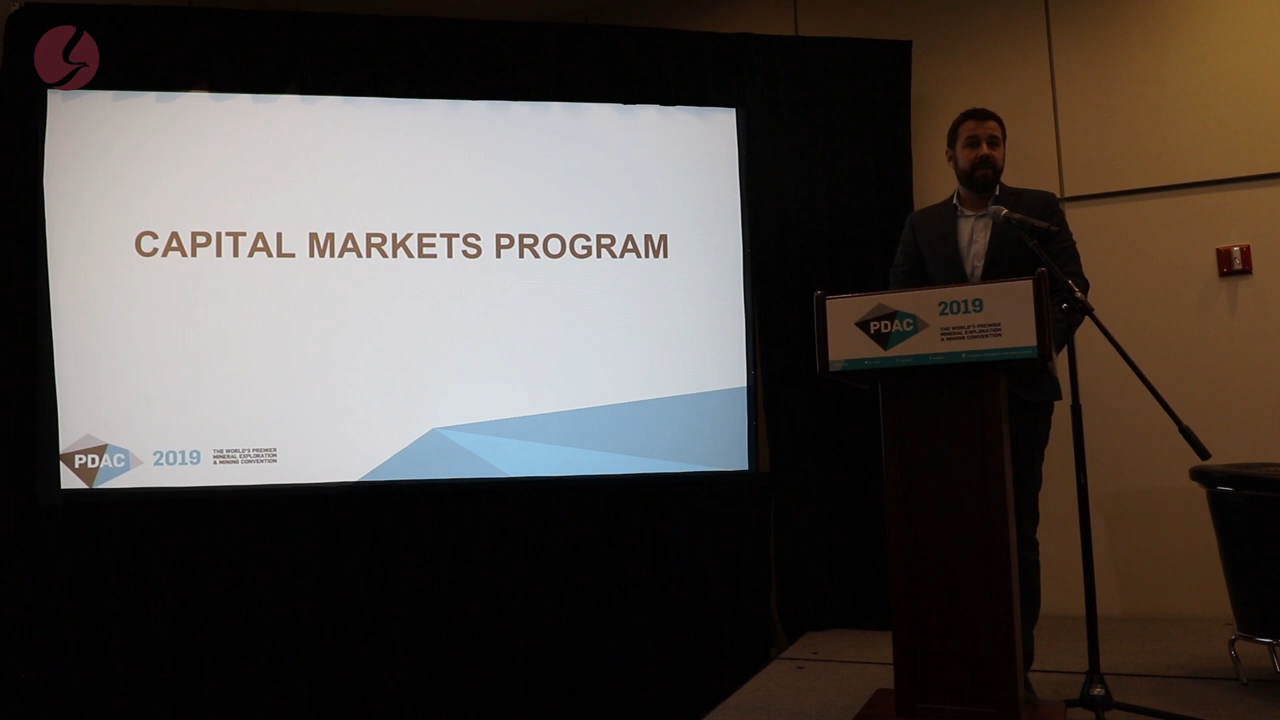 CAPITAL MARKETS PROGRAM
PDAC
2019
THE WORLD'S PREMIER
MINERAL EXPLORATION
& MINING CONVENTION
PDAC
2019
THE WORLD'S PREMIER
MINERAL EXPLORATION
& MINING CONVENTION